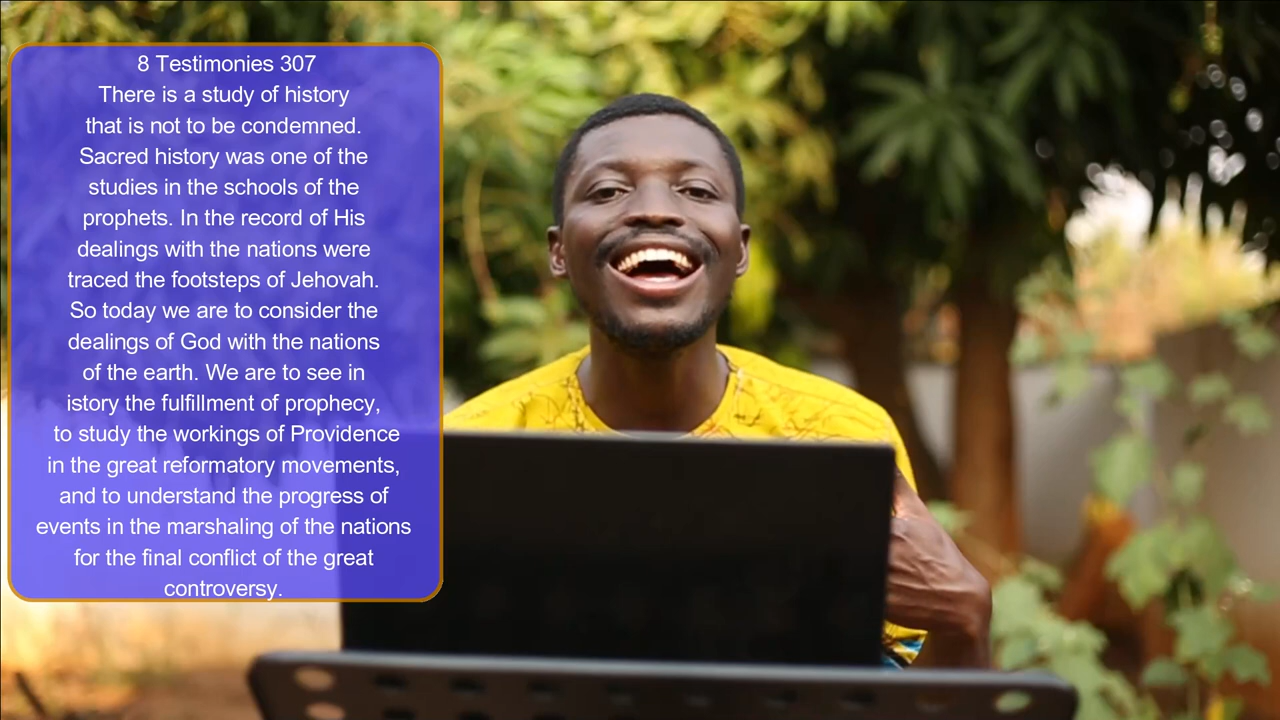 8 Testimonies 307
There is a study of history
that is not to be condemned.
Sacred history was one of the
studies in the schools of the
prophets. In the record of His
dealings with the nations were
traced the footsteps of Jehovah.
So today we are to consider the
dealings of God with the nations
of the earth. We are to see in
istory the fulfillment of prophecy,
to study the workings of Providence
in the great reformatory movements,
and to understand the progress of
events in the marshaling of the nations
for the final conflict of the great
controversy.